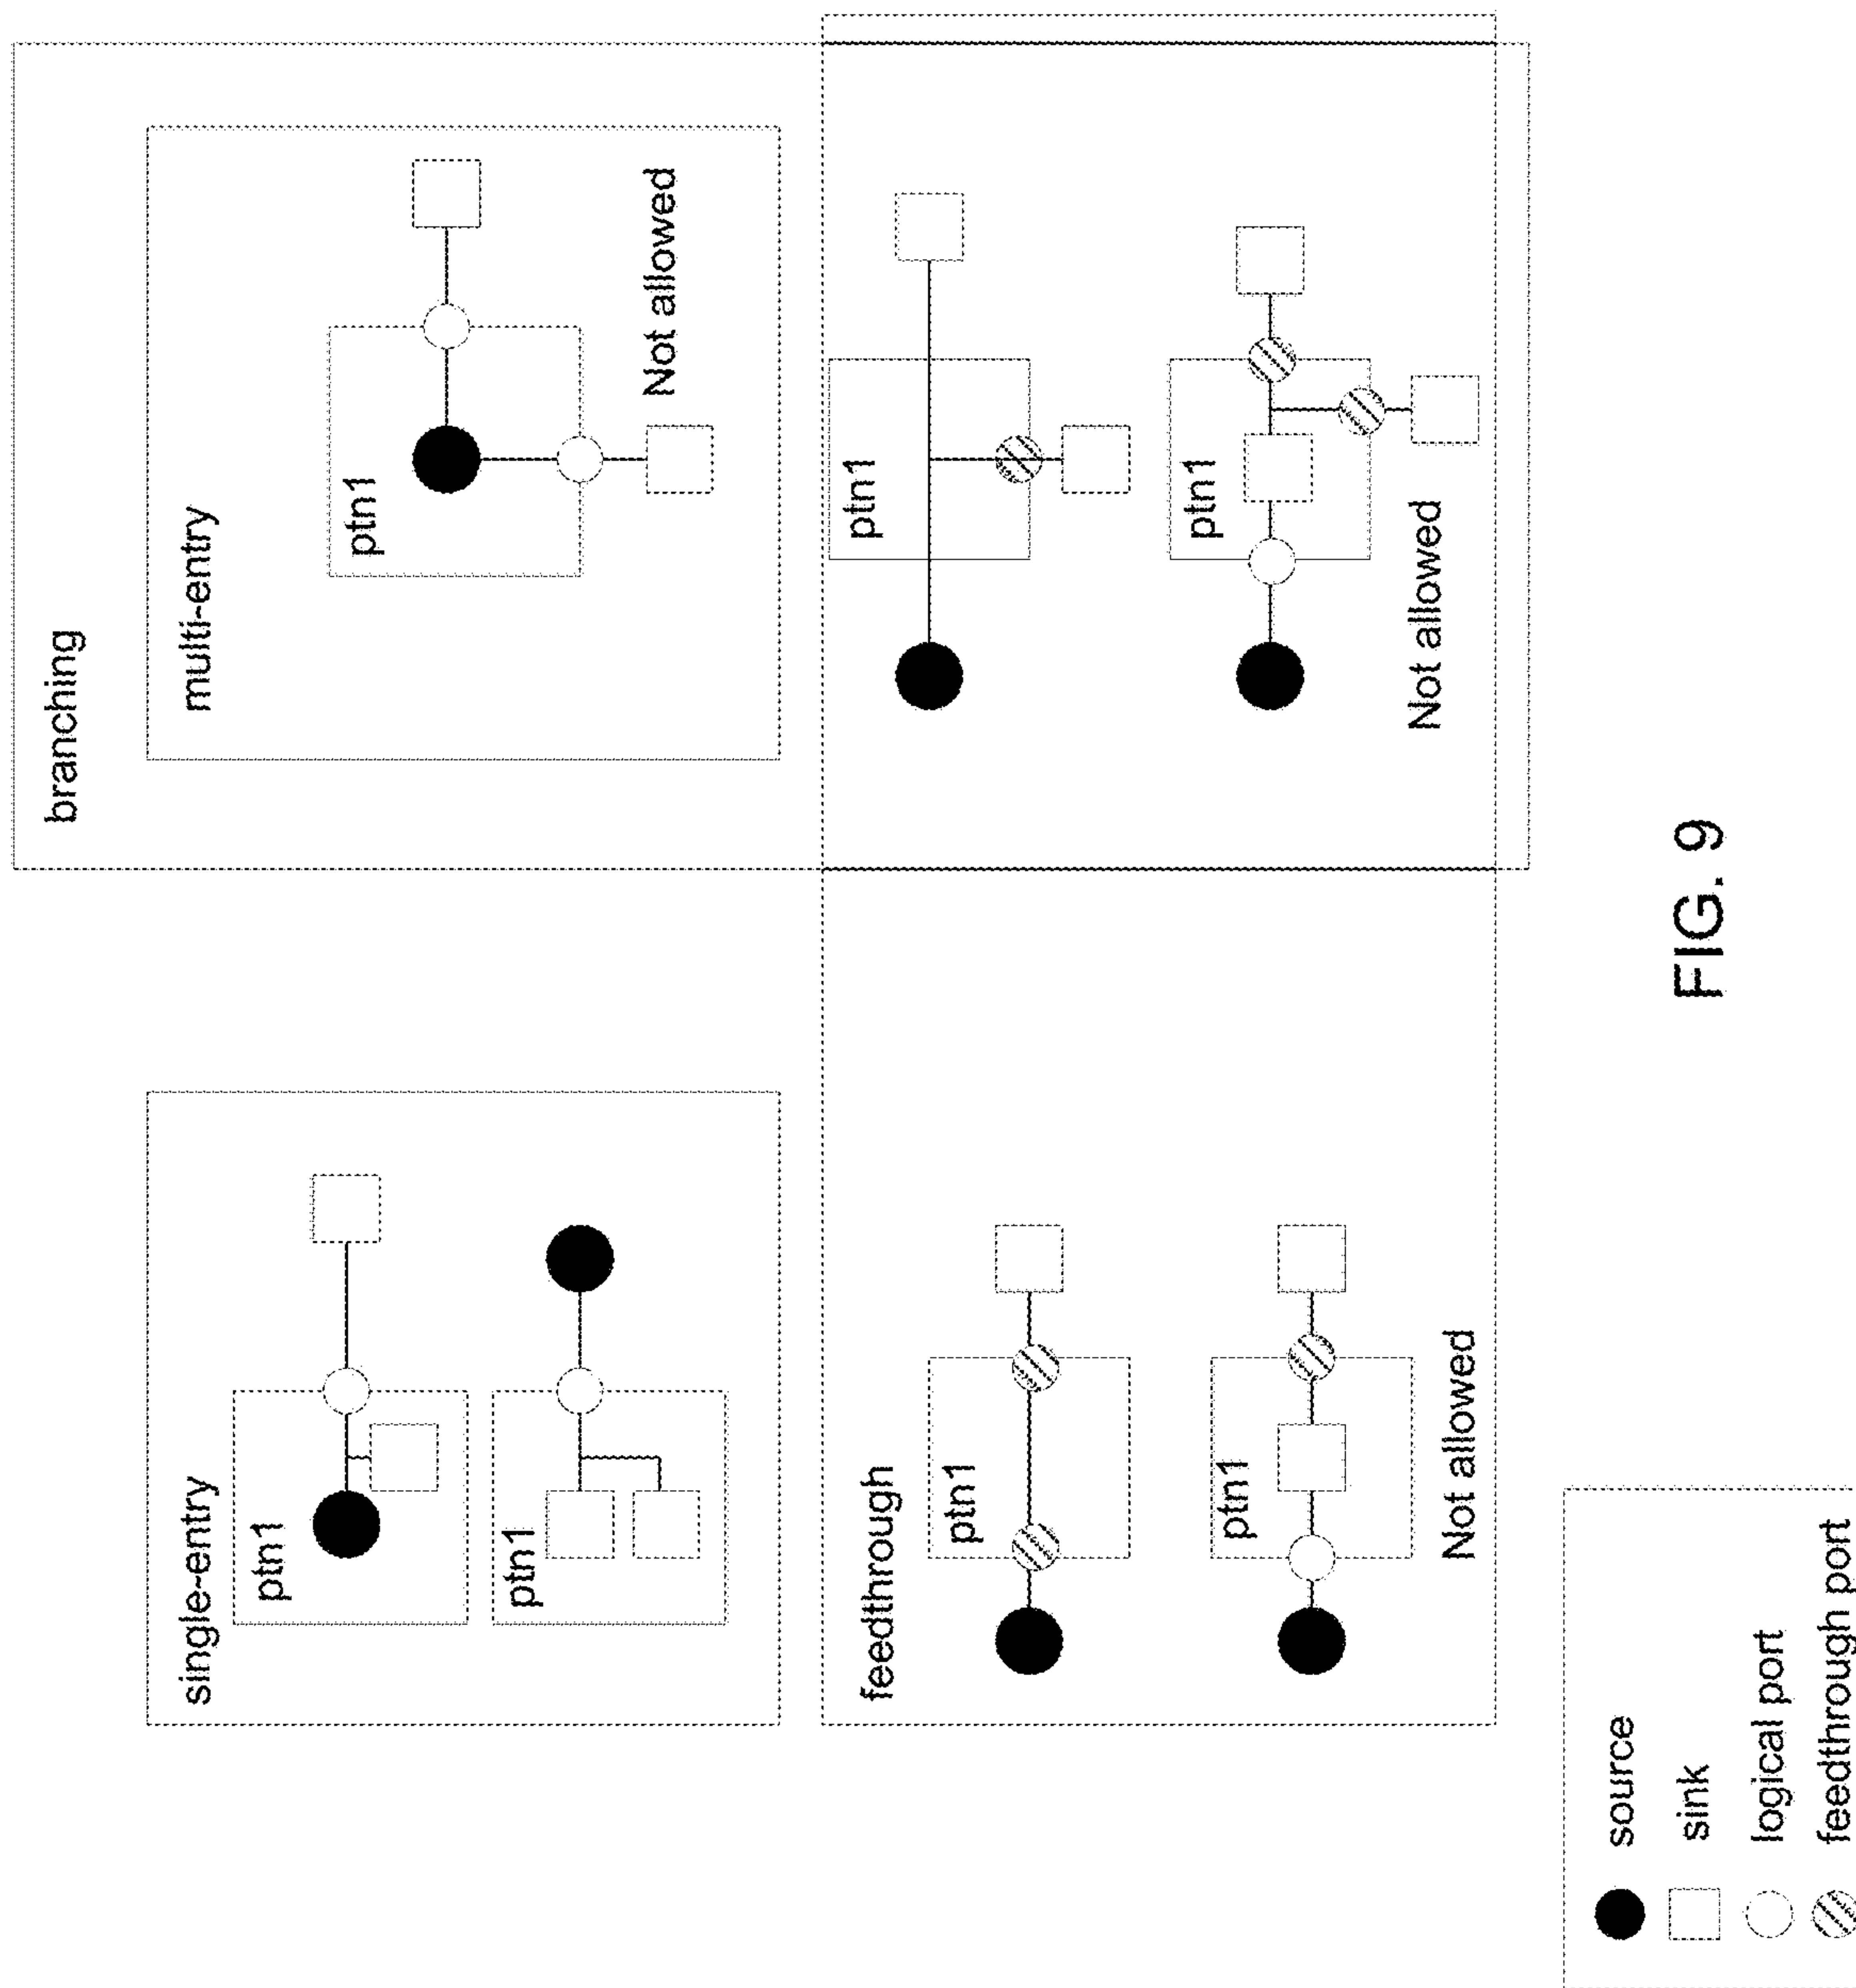 branching
single-entry
multi-entry
ptn1
ptn1
ptn1
Not allowed
feedthrough
ptn1
ptn1
ptn1
ptn1
Not allowed
Not allowed
source
sink
logical port
feedthrough port
FIG. 9